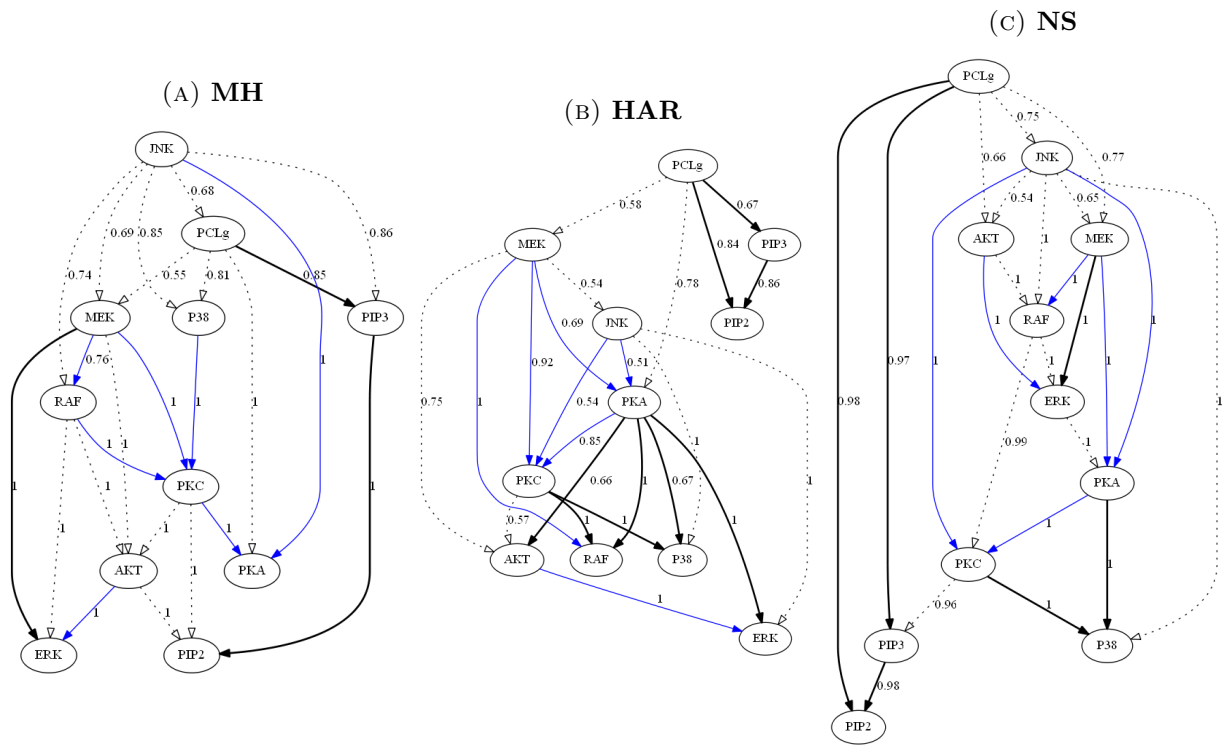 (C) NS
PCLg
(A) MH
0.75
(B) HAR
JNK
0.66
JNK
0.77
PCLg
0.68
0.54
0.65
0.58
0.67
0.69
0.85
PCLg
0.86
AKT
1
MEK
MEK
0.84
PIP3
0.74
0.55
0.81
0.85
0.54
0.78
0.86
1
1
MEK
P38
PIP3
JNK
PIP2
1
RAF
1
1
0.69
0.76
1
0.92
0.51
1
0.97
1
1
1
RAF
1
1
0.75
1
0.54
PKA
0.98
ERK
1
0.85
1
0.99
1
1
PKC
PKC
0.66
1
0.67
1
1
PKA
1
1
1
1
1
1
1
0.57
1
1
1
1
AKT
PKA
AKT
RAF
P38
PKC
1
1
1
1
0.96
1
ERK
PIP2
ERK
PIP3
P38
0.98
PIP2